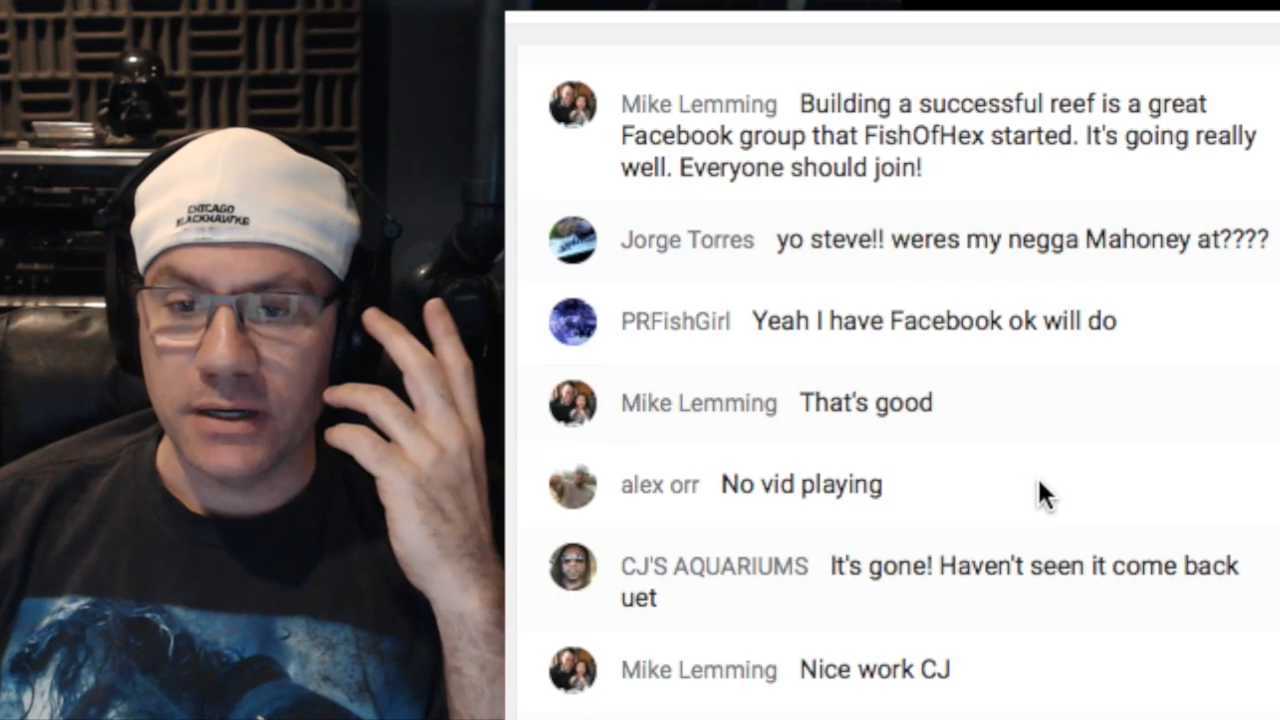 CHICAGO
BLACKHAWKS
Mike Lemming Building a successful reef is a great
Facebook group that FishOfHex started. It's going really
well. Everyone should join!
Jorge Torres yo steve!! weres my negga Mahoney at????
PRFishGirl Yeah I have Facebook ok will do
Mike Lemming That's good
alex orr No vid playing
CJ'S AQUARIUMS It's gone! Haven't seen it come back
uet
Mike Lemming Nice work CJ